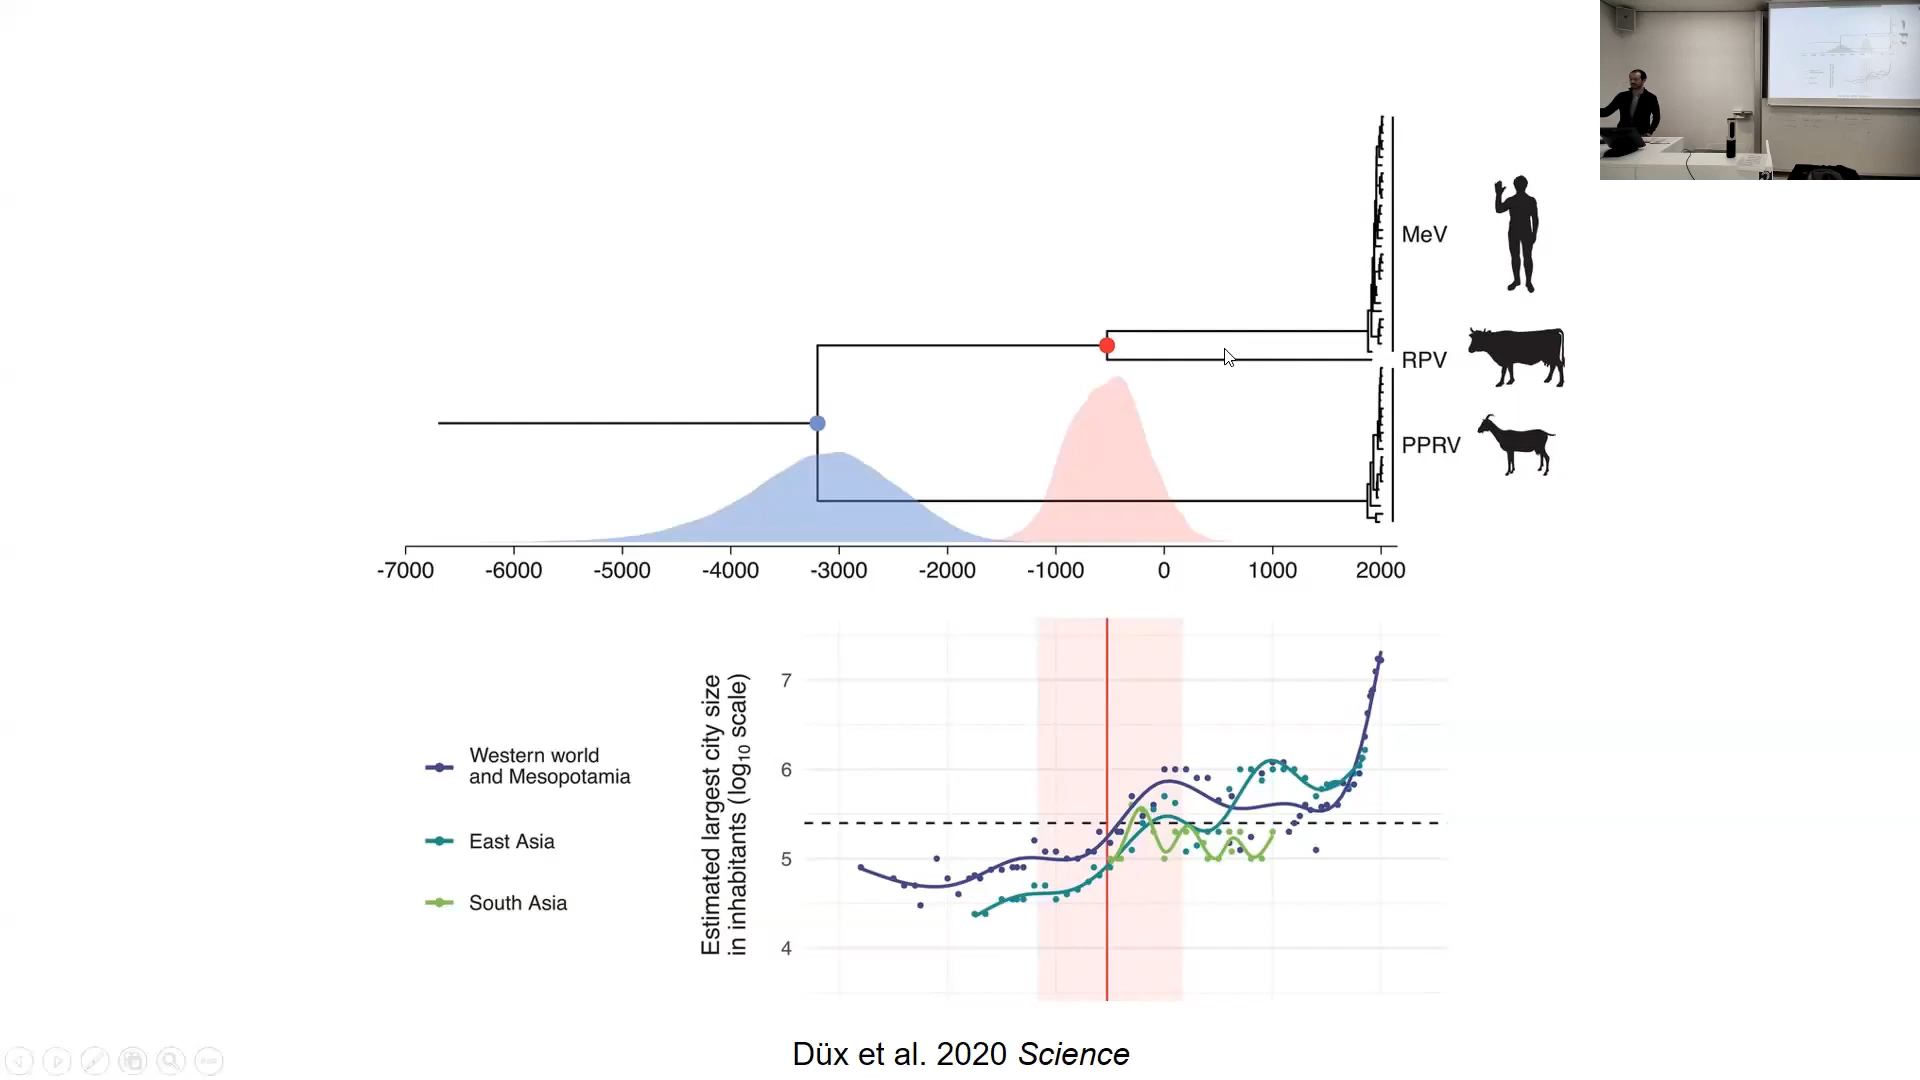 MeV
RPV
PPRV
-7000 -6000 -5000 -4000 -3000 -2000 -1000 0 1000 2000
Estimated largest city size
in inhabitants (log10 scale)
7
6
5
4
Western world
and Mesopotamia
East Asia
South Asia
Düx et al. 2020 Science